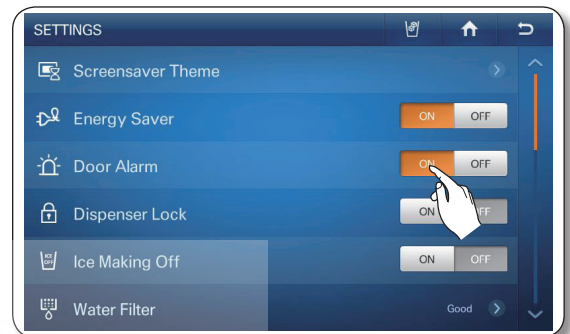 SETTINGS
Screensaver Theme
Energy Saver ON OFF
Door Alarm ON OFF
Dispenser Lock ON
ICE OFF Ice Making Off ON OFF
Water Filter Good